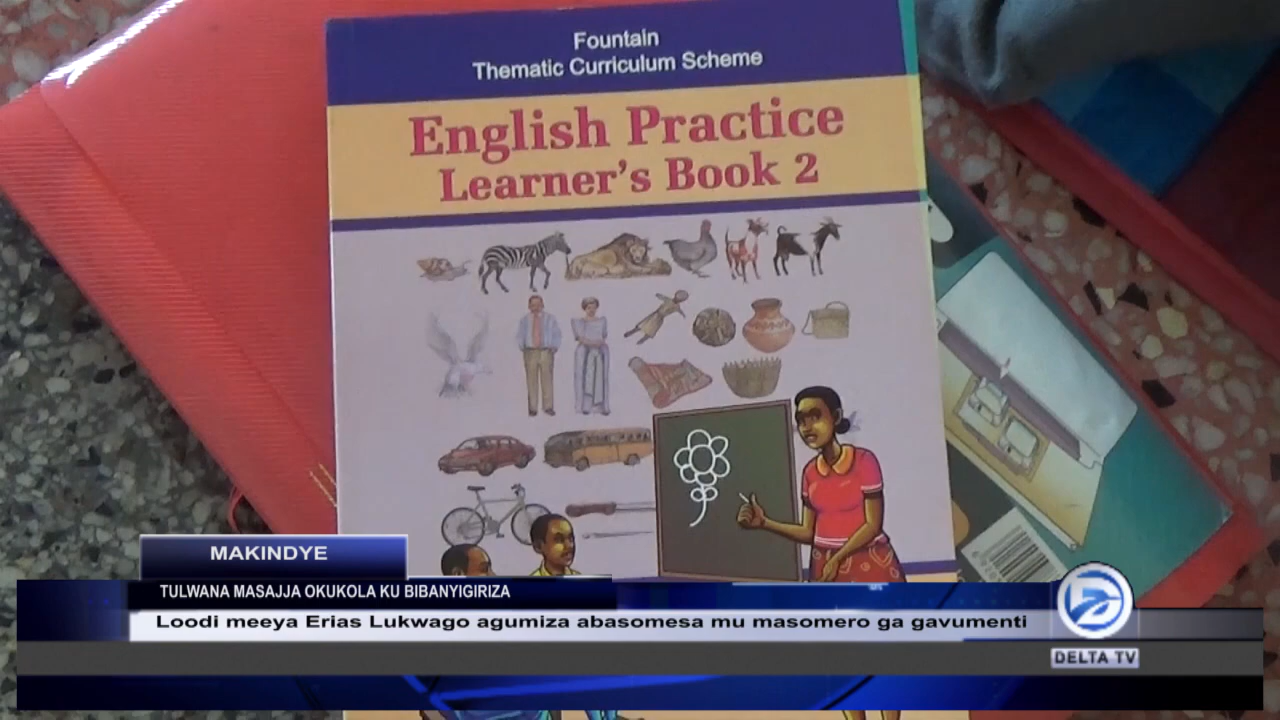 Fountain
Thematic Curriculum Scheme
English Practice
Learner's Book 2
MAKINDYE
TULWANA MASAJJA OKUKOLA KU BIBANYIGIRIZA
Loodi meeya Erias Lukwago agumiza abasomesa mu masomero ga gavumenti
DELTA TV